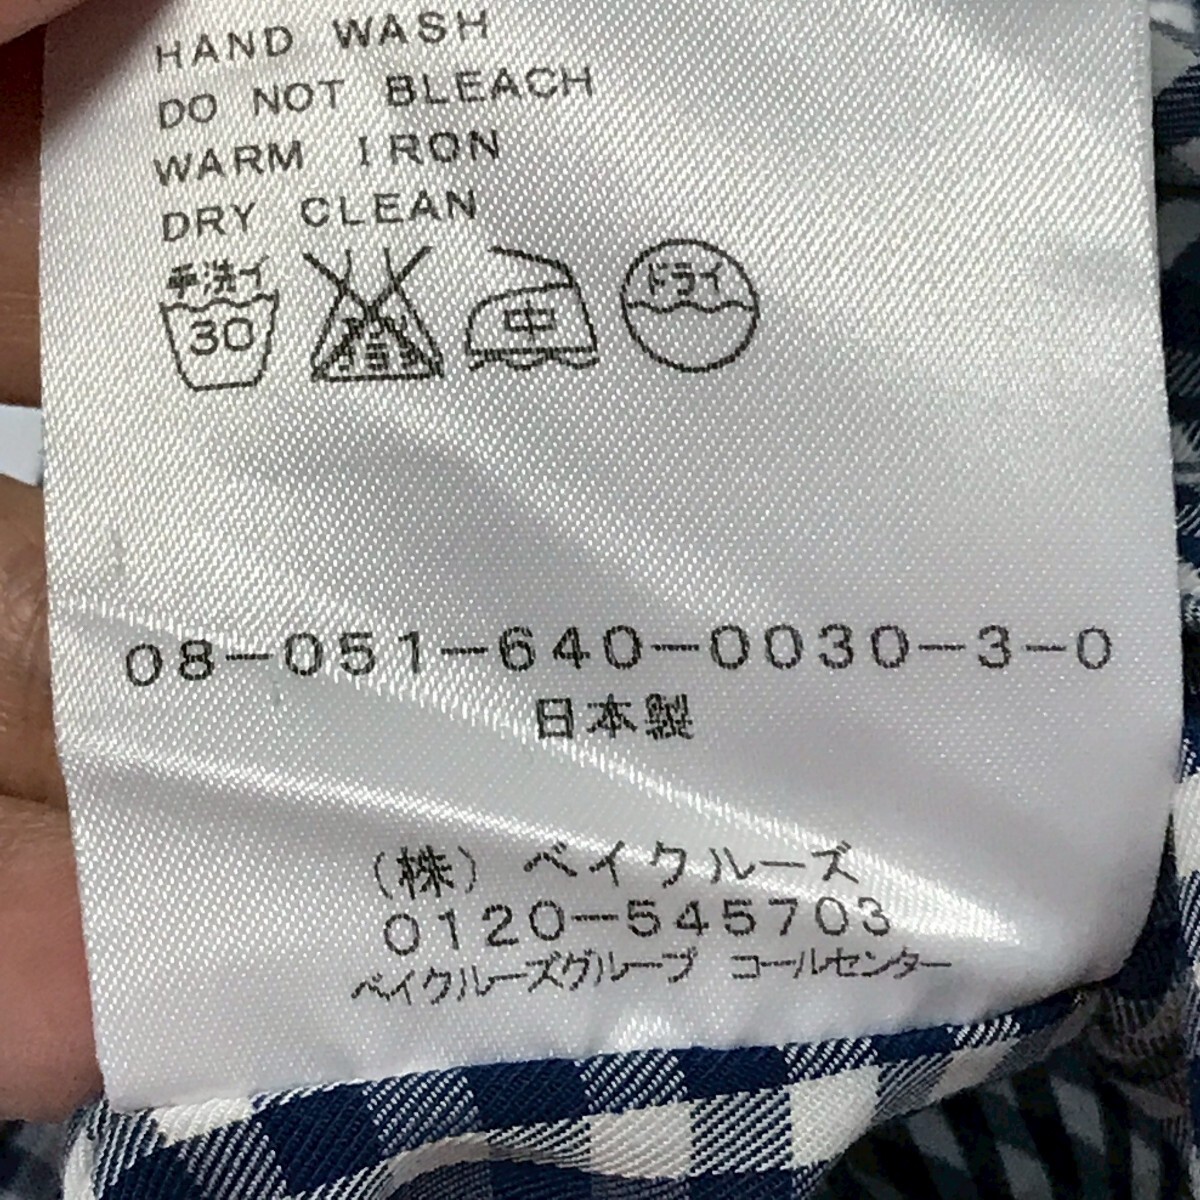 HAND WASH
DO NOT BLEACH
WARM IRON
DRY CLEAN
手洗イ
30
中
ドライ
08-051-640-0030-3-0
日本製
(株) ベイクルーズ
0120-545703
ベイクルーズグループ コールセンター